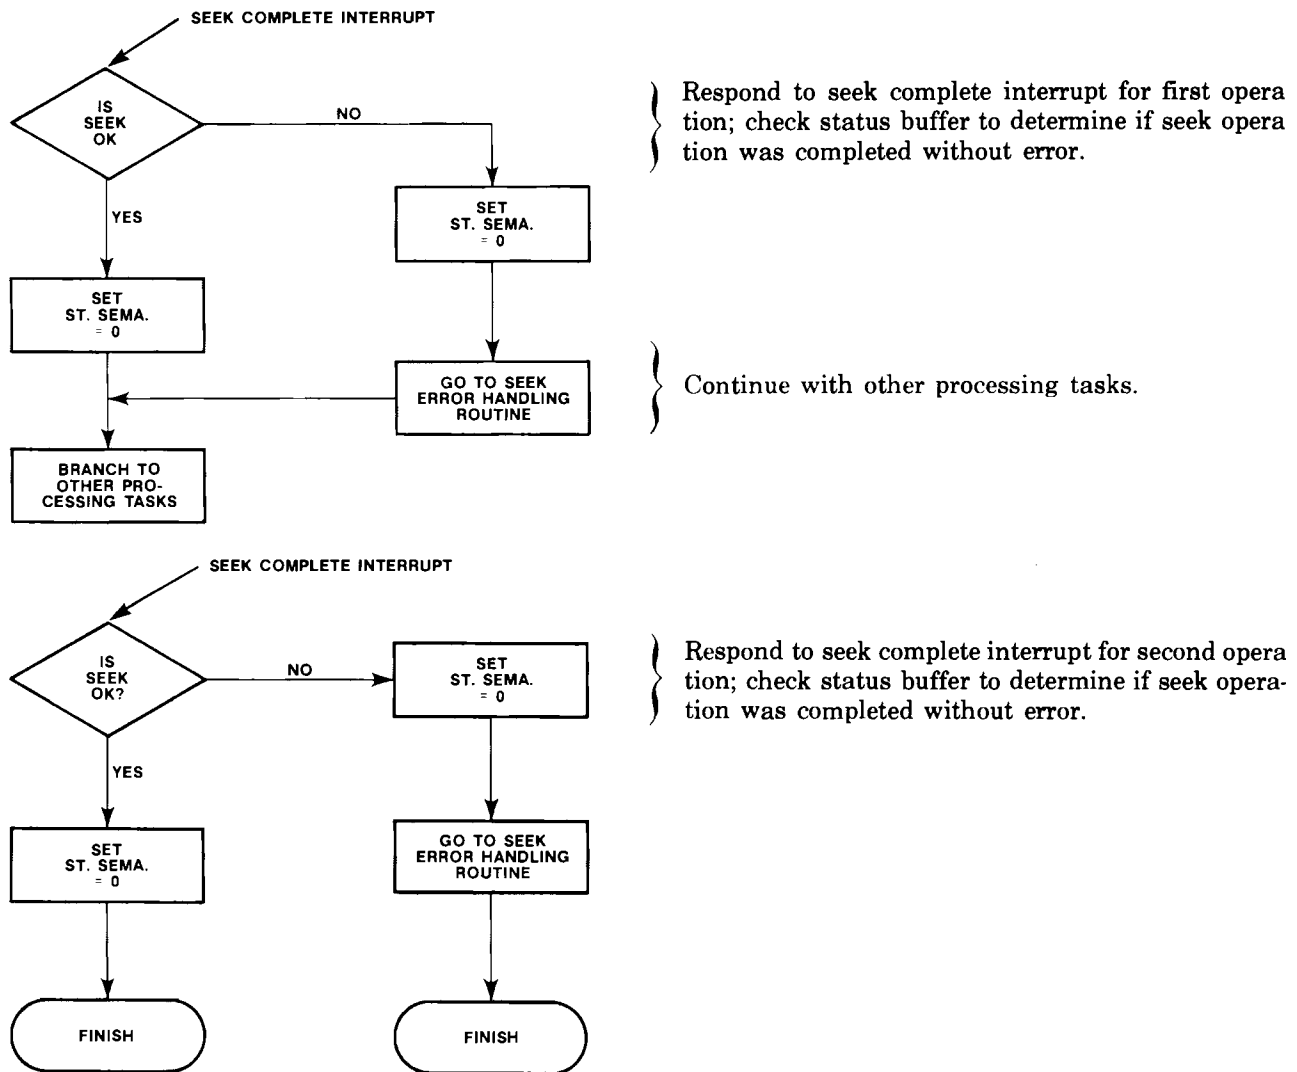 SEEK COMPLETE INTERRUPT
IS
SEEK
OK
NO
YES
SET
ST. SEMA.
= 0
SET
ST. SEMA.
= 0
GO TO SEEK
ERROR HANDLING
ROUTINE
BRANCH TO
OTHER PRO-
CESSING TASKS
Respond to seek complete interrupt for first opera
tion; check status buffer to determine if seek opera
tion was completed without error.
Continue with other processing tasks.
SEEK COMPLETE INTERRUPT
IS
SEEK
OK?
NO
YES
SET
ST. SEMA.
= 0
SET
ST. SEMA.
= 0
GO TO SEEK
ERROR HANDLING
ROUTINE
FINISH
FINISH
Respond to seek complete interrupt for second opera
tion; check status buffer to determine if seek opera-
tion was completed without error.